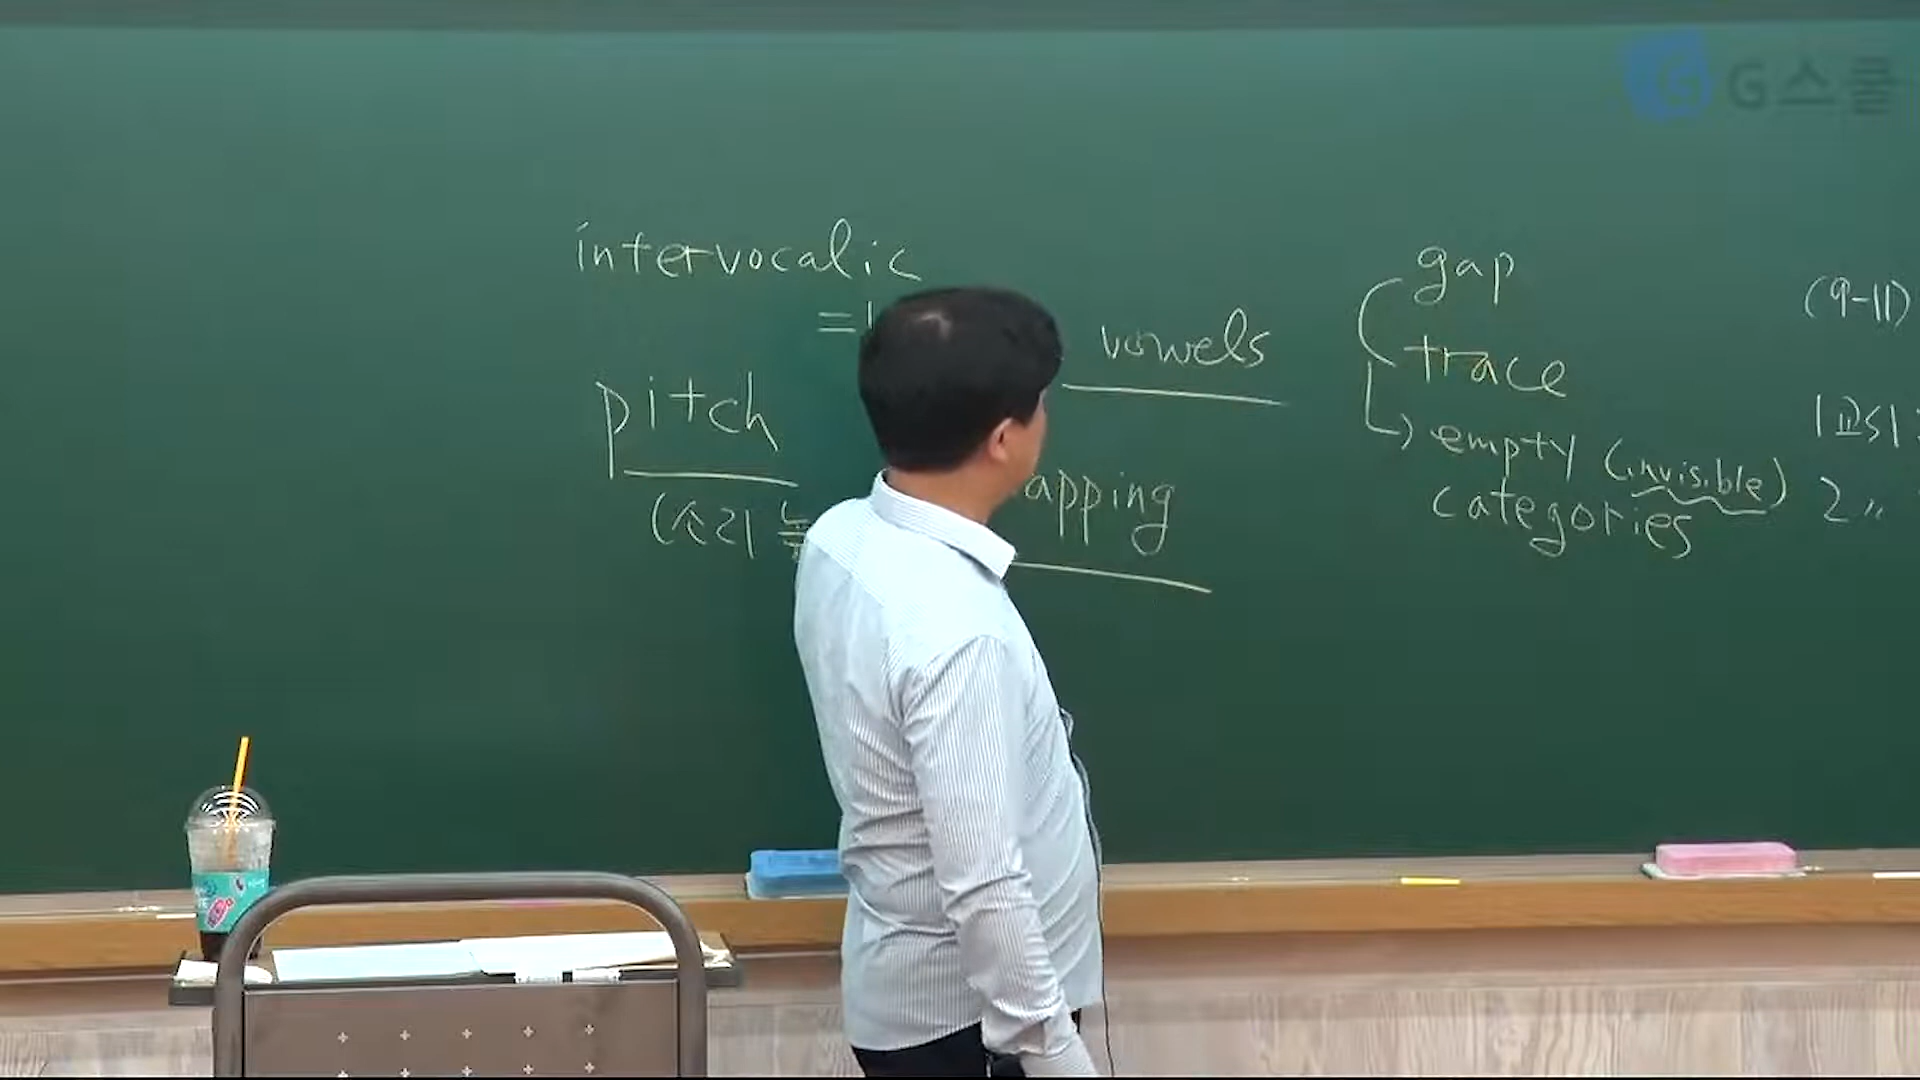 G스쿨
intervocalic
=
vowels
pitch
(소리
apping
gap
trace
empty (invisible)
categories
(9-11)
1교시
2〃